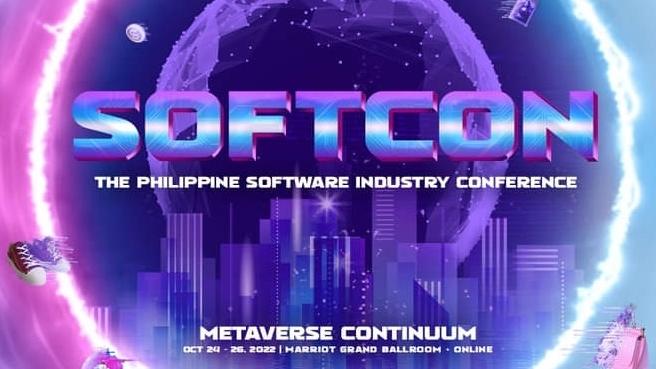 SOFTCON
THE PHILIPPINE SOFTWARE INDUSTRY CONFERENCE
METAVERSE CONTINUUM
OCT 24 - 26, 2022 | MARRIOT GRAND BALLROOM • ONLINE